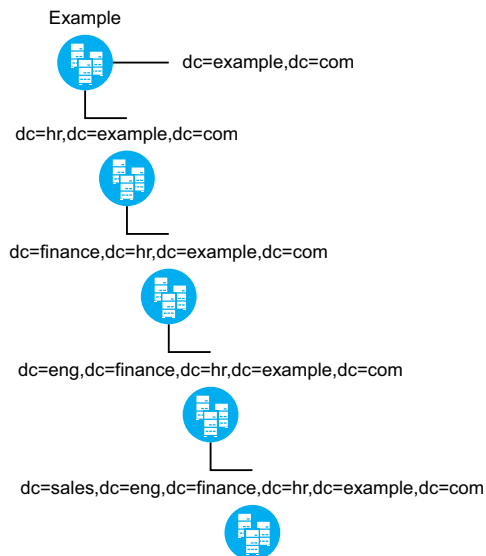 Example
dc=example,dc=com
dc=hr,dc=example,dc=com
dc=finance,dc=hr,dc=example,dc=com
dc=eng,dc=finance,dc=hr,dc=example,dc=com
dc=sales,dc=eng,dc=finance,dc=hr,dc=example,dc=com